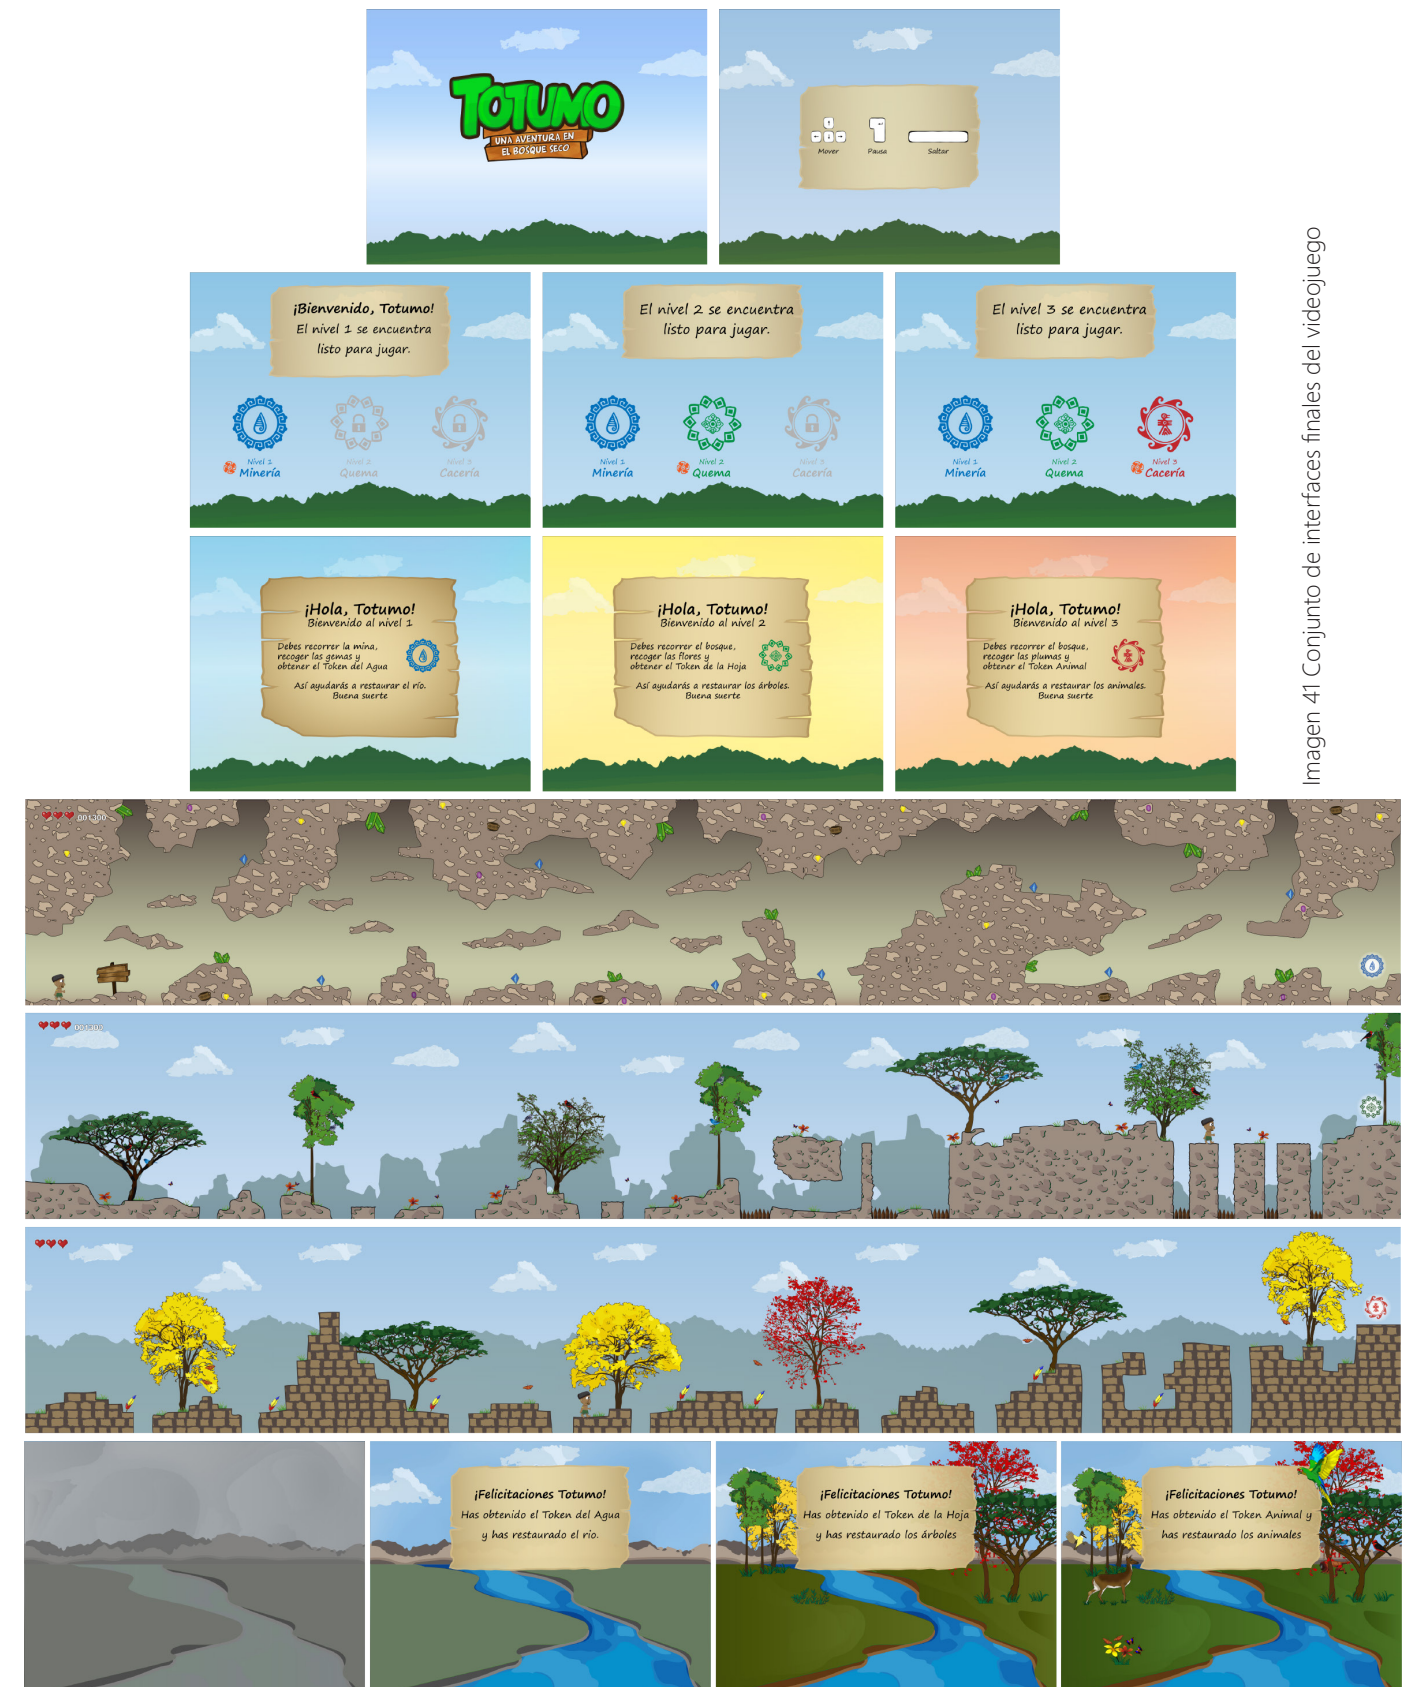 TOTUMO
UNA AVENTURA EN
EL BOSQUE SECO
Mover
Pausa
Saltar
¡Bienvenido, Totumo!
El nivel 1 se encuentra
listo para jugar.
Nivel 1
Minería
Nivel 2
Quema
Nivel 3
Cacería
El nivel 2 se encuentra
listo para jugar.
Nivel 1
Minería
Nivel 2
Quema
Nivel 3
Cacería
El nivel 3 se encuentra
listo para jugar.
Nivel 1
Minería
Nivel 2
Quema
Nivel 3
Cacería
¡Hola, Totumo!
Bienvenido al nivel 1
Debes recorrer la mina,
recoger las gemas y
obtener el Token del Agua
Así ayudarás a restaurar el río.
Buena suerte
¡Hola, Totumo!
Bienvenido al nivel 2
Debes recorrer el bosque,
recoger las flores y
obtener el Token de la Hoja
Así ayudarás a restaurar los árboles.
Buena suerte
¡Hola, Totumo!
Bienvenido al nivel 3
Debes recorrer el bosque,
recoger las plumas y
obtener el Token Animal
Así ayudarás a restaurar los animales.
Buena suerte
Imagen 41 Conjunto de interfaces finales del videojuego
001300
001300
¡Felicitaciones Totumo!
Has obtenido el Token del Agua
y has restaurado el río.
¡Felicitaciones Totumo!
Has obtenido el Token de la Hoja
y has restaurado los árboles
¡Felicitaciones Totumo!
Has obtenido el Token Animal y
has restaurado los animales